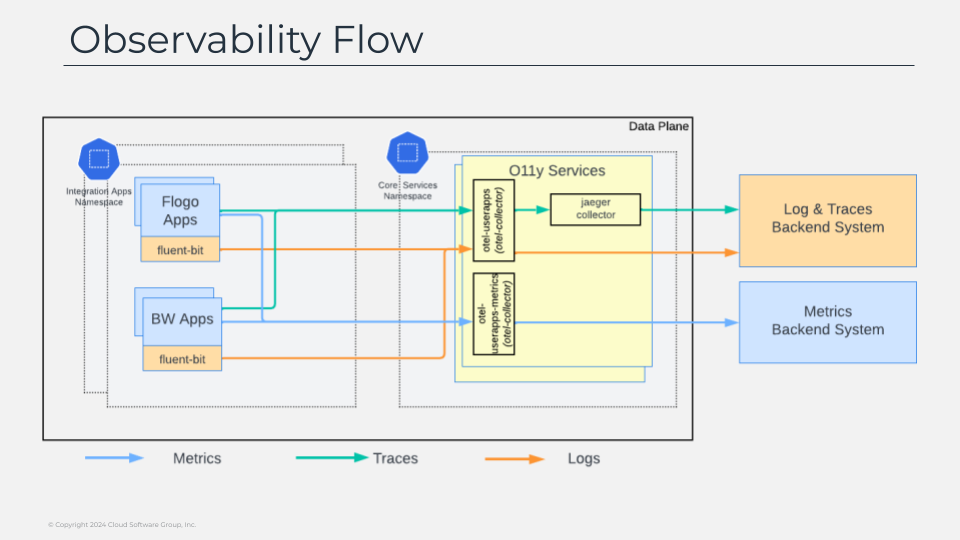 Observability Flow
Data Plane
Integration Apps
Namespace
Core Services
Namespace
O11y Services
Flogo
Apps
fluent-bit
BW Apps
fluent-bit
otel-userapps
(otel-collector)
jaeger
collector
otel-
userapps-metrics
(otel-collector)
Log & Traces
Backend System
Metrics
Backend System
Metrics
Traces
Logs
© Copyright 2024 Cloud Software Group, Inc.